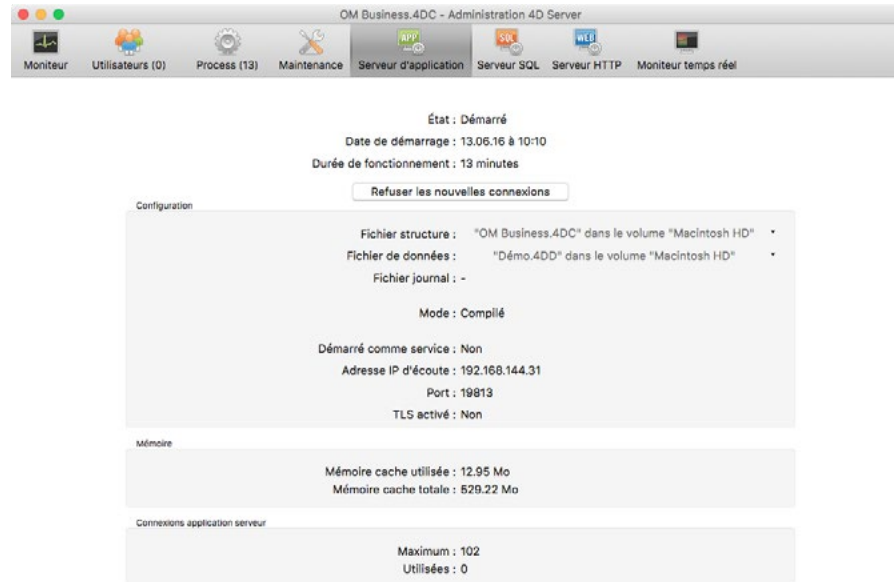 OM Business.4DC - Administration 4D Server
Moniteur Utilisateurs (0) Process (13) Maintenance Serveur d'application Serveur SQL Serveur HTTP Moniteur temps réel
État : Démarré
Date de démarrage : 13.06.16 à 10:10
Durée de fonctionnement : 13 minutes
Refuser les nouvelles connexions
Configuration
Fichier structure : "OM Business.4DC" dans le volume "Macintosh HD"
Fichier de données : "Démo.4DD" dans le volume "Macintosh HD"
Fichier journal : -
Mode : Compilé
Démarré comme service : Non
Adresse IP d'écoute : 192.168.144.31
Port : 19813
TLS activé : Non
Mémoire
Mémoire cache utilisée : 12.95 Mo
Mémoire cache totale : 529.22 Mo
Connexions application serveur
Maximum : 102
Utilisées : 0